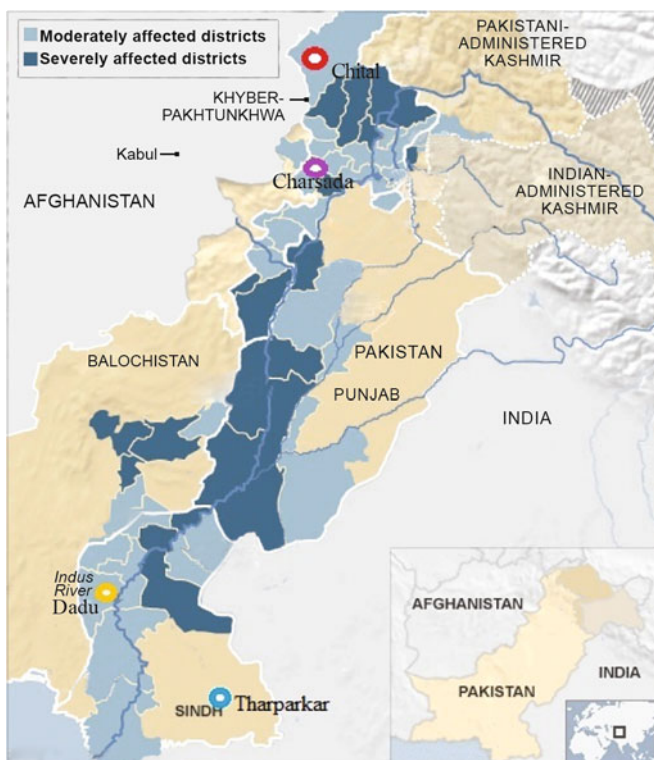 Moderately affected districts
Severely affected districts
PAKISTANI-
ADMINISTERED
KASHMIR
Chital
KHYBER-
PAKHTUNKHWA
Kabul
Charsada
AFGHANISTAN
INDIAN-
ADMINISTERED
KASHMIR
BALOCHISTAN
PAKISTAN
PUNJAB
INDIA
Indus
River
Dadu
SINDH
Tharparkar
AFGHANISTAN
PAKISTAN
INDIA